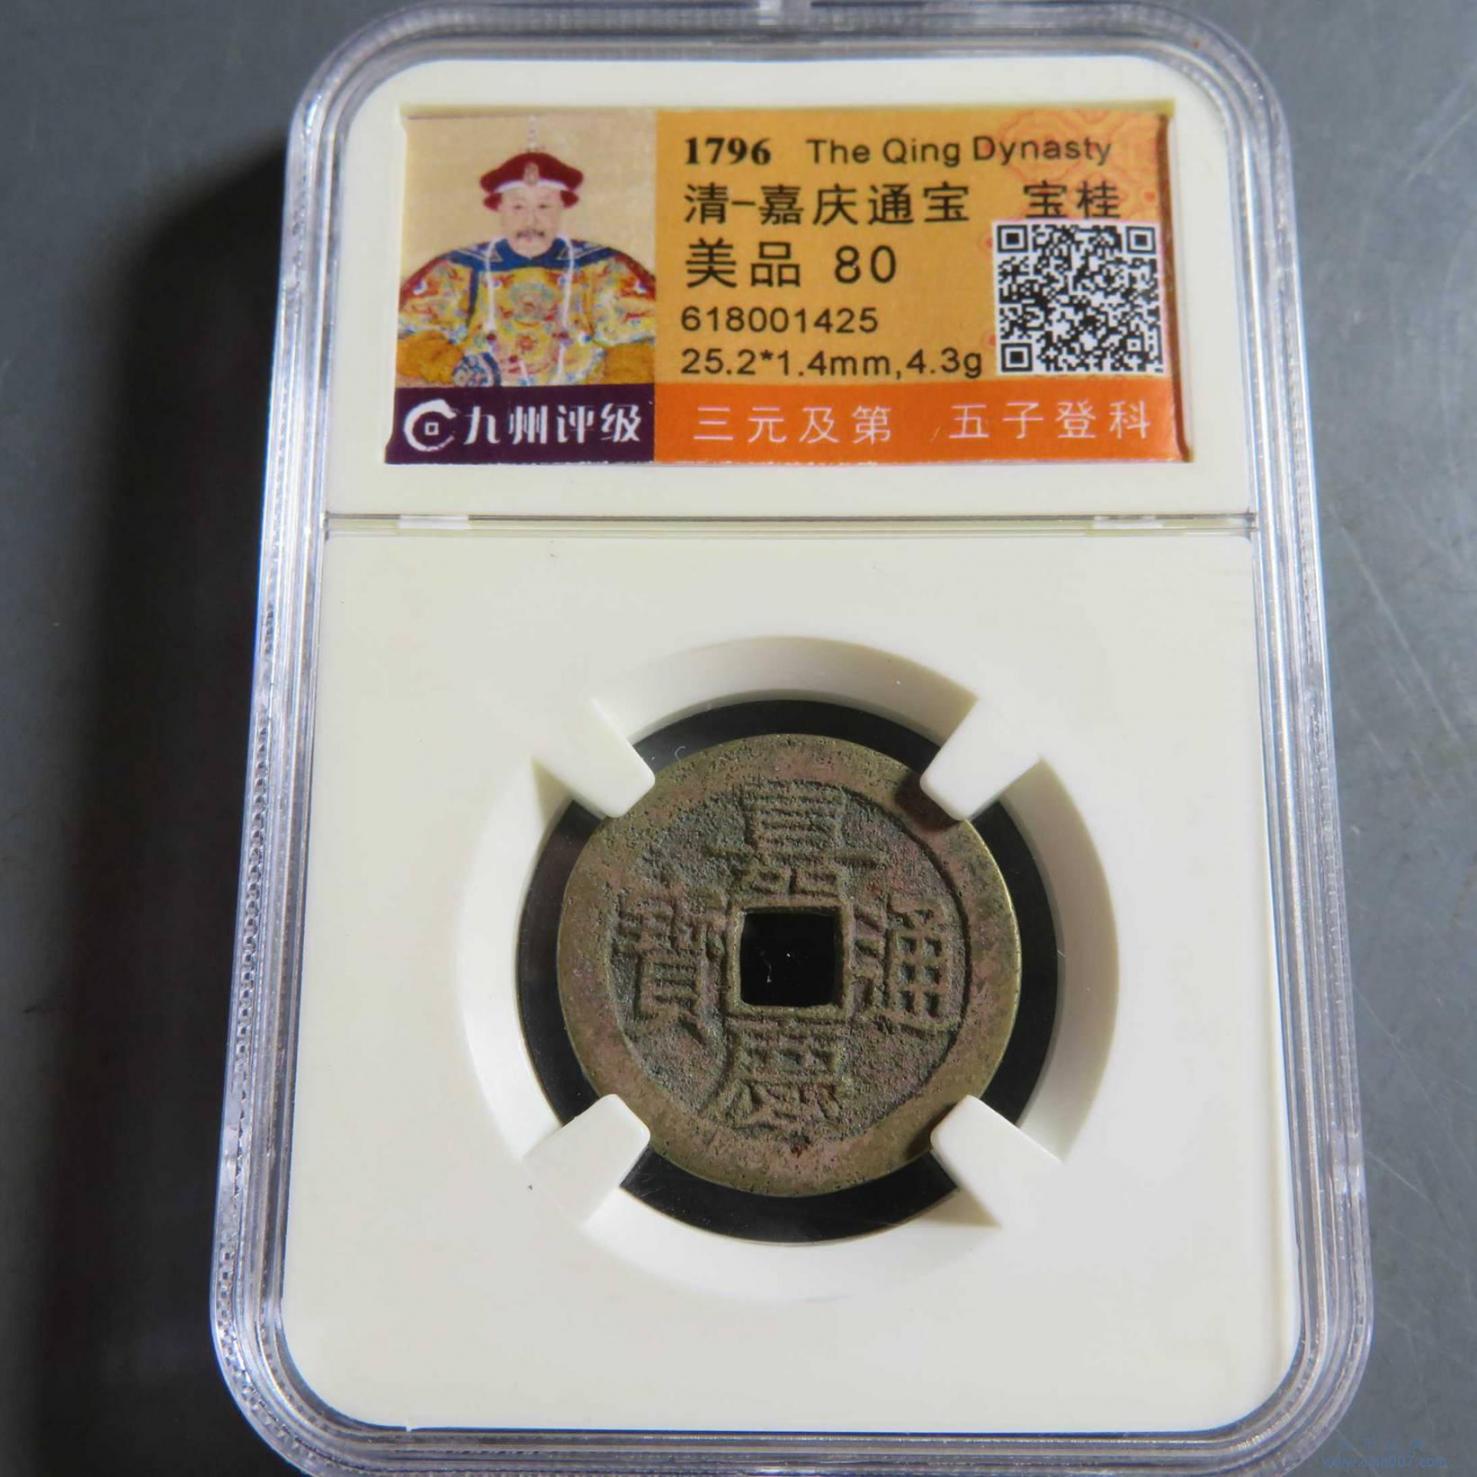 1796 The Qing Dynasty
清-嘉庆通宝 宝桂
美品 80
618001425
25.2*1.4mm,4.3g
九州评级 三元及第 五子登科
嘉
寶 通
慶